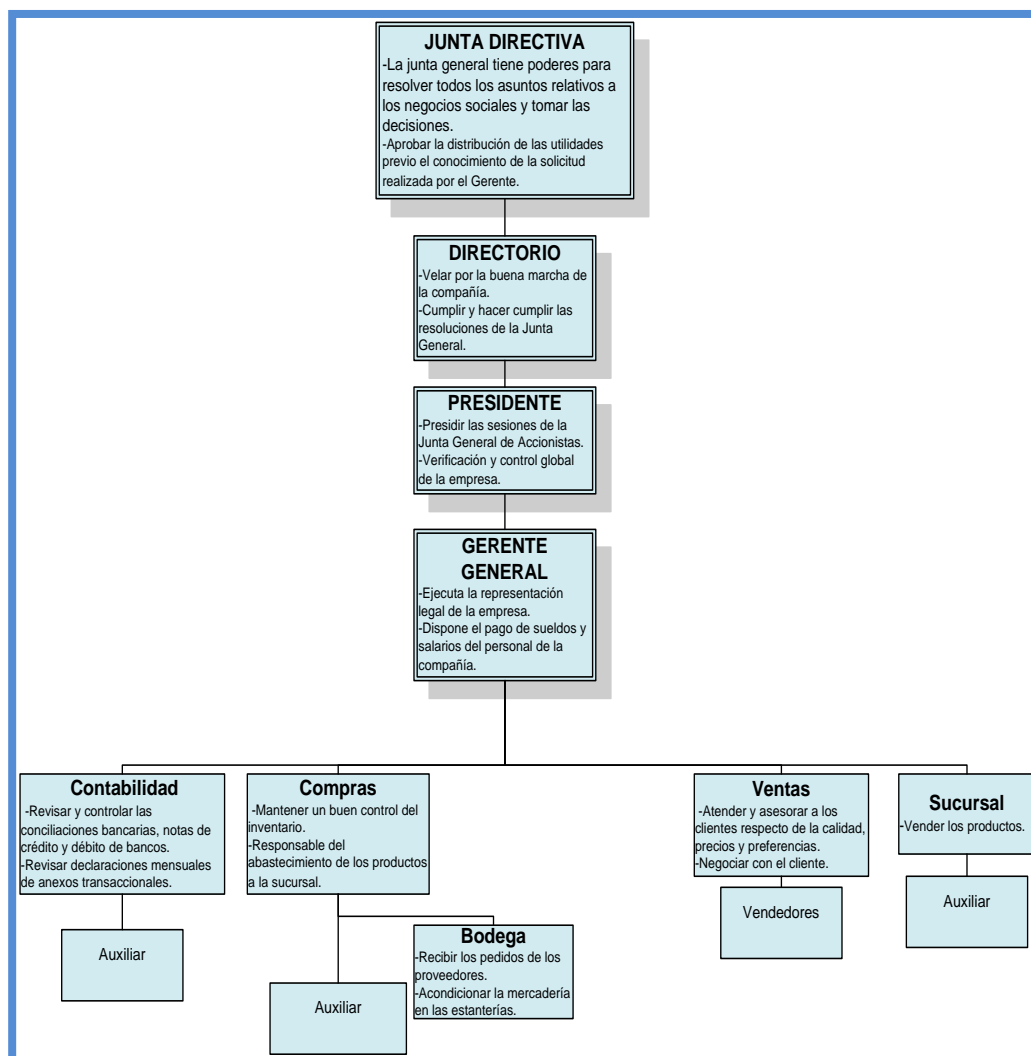 JUNTA DIRECTIVA
-La junta general tiene poderes para
resolver todos los asuntos relativos a
los negocios sociales y tomar las
decisiones.
-Aprobar la distribución de las utilidades
previo el conocimiento de la solicitud
realizada por el Gerente.
DIRECTORIO
-Velar por la buena marcha de
la compañía.
-Cumplir y hacer cumplir las
resoluciones de la Junta
General.
PRESIDENTE
-Presidir las sesiones de la
Junta General de Accionistas.
-Verificación y control global
de la empresa.
GERENTE
GENERAL
-Ejecuta la representación
legal de la empresa.
-Dispone el pago de sueldos y
salarios del personal de la
compañía.
Contabilidad
-Revisar y controlar las
conciliaciones bancarias, notas de
crédito y débito de bancos.
-Revisar declaraciones mensuales
de anexos transaccionales.
Auxiliar
Compras
-Mantener un buen control del
inventario.
-Responsable del
abastecimiento de los productos
a la sucursal.
Auxiliar
Bodega
-Recibir los pedidos de los
proveedores.
-Acondicionar la mercadería
en las estanterías.
Ventas
-Atender y asesorar a los
clientes respecto de la calidad,
precios y preferencias.
-Negociar con el cliente.
Vendedores
Sucursal
-Vender los productos.
Auxiliar